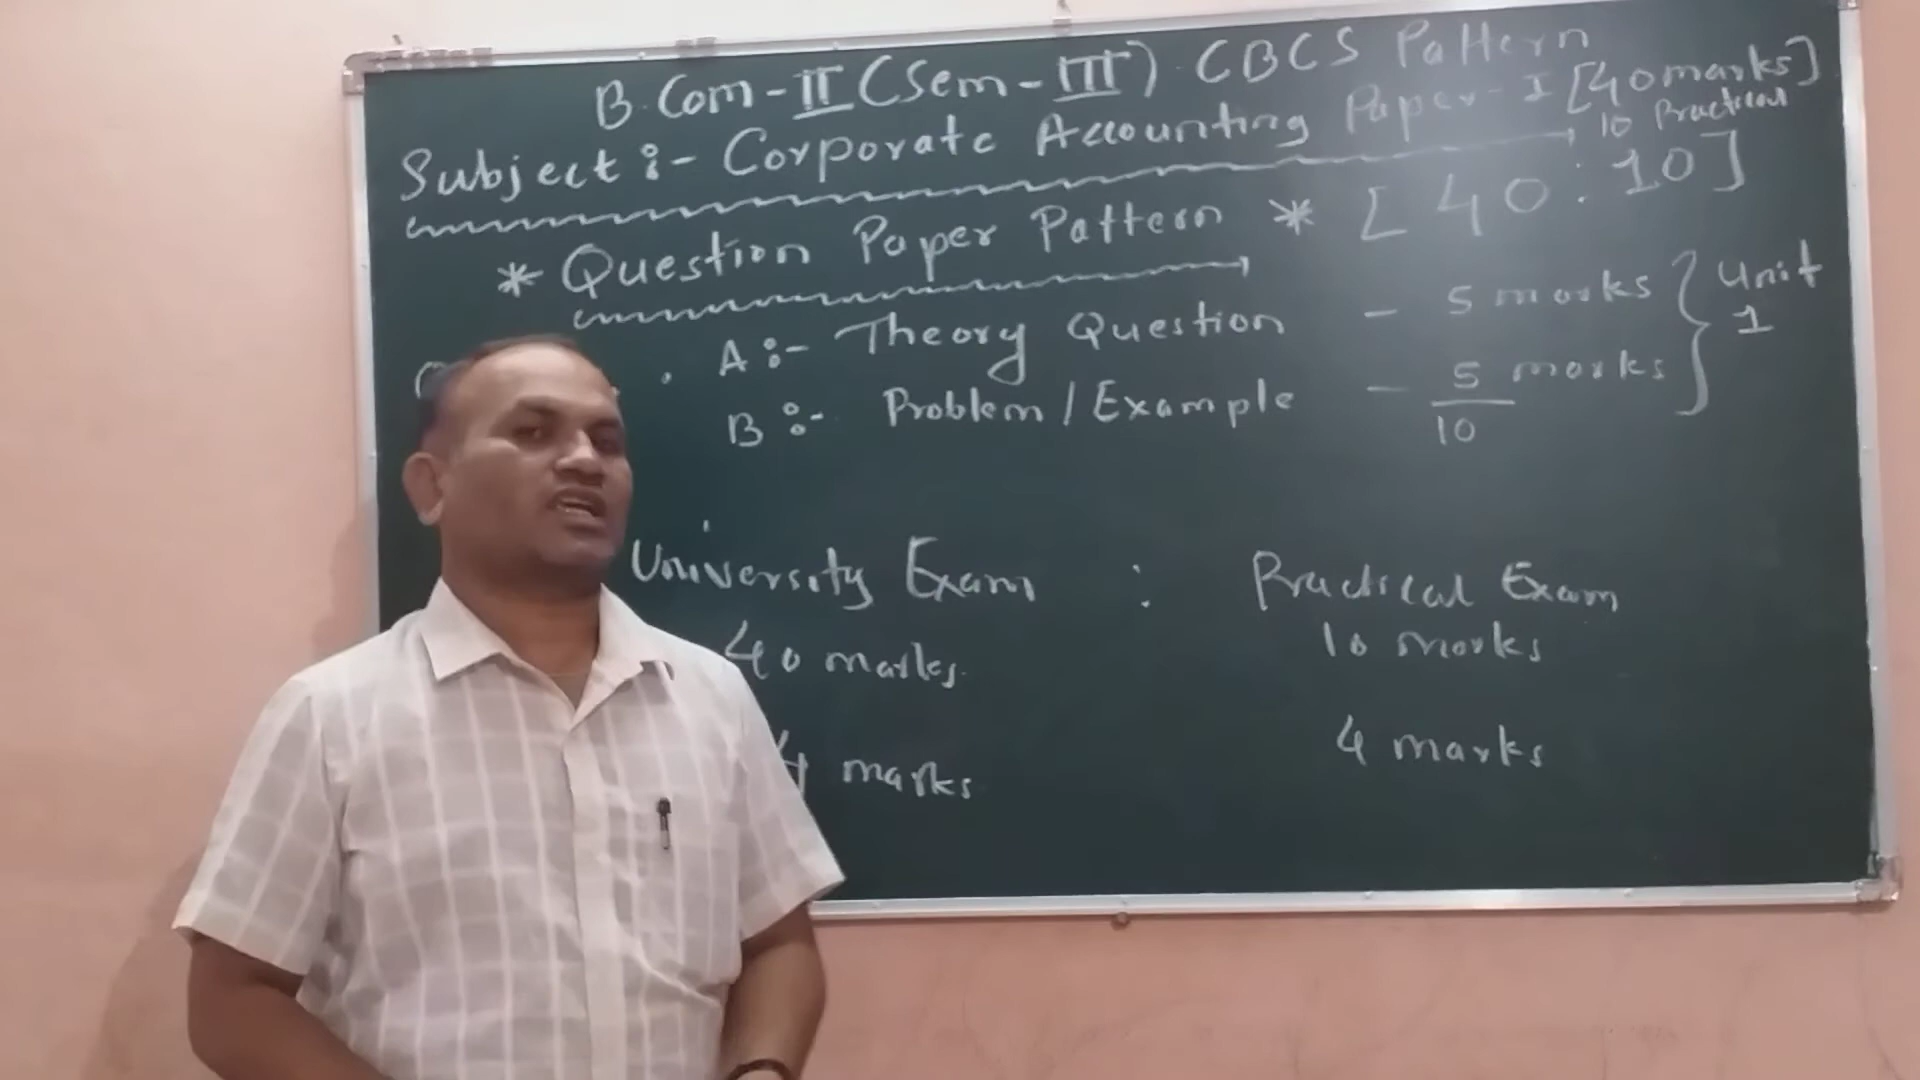 B.Com-II (Sem-III) CBCS Pattern
Subject :- Corporate Accounting Paper-I [40 marks]
10 Practical
* Question Paper Pattern * [40:10]
A :- Theory Question - 5 marks
B :- Problem / Example - 5 marks
10
Unit
1
University Exam : Practical Exam
40 marks 10 marks
4 marks 4 marks